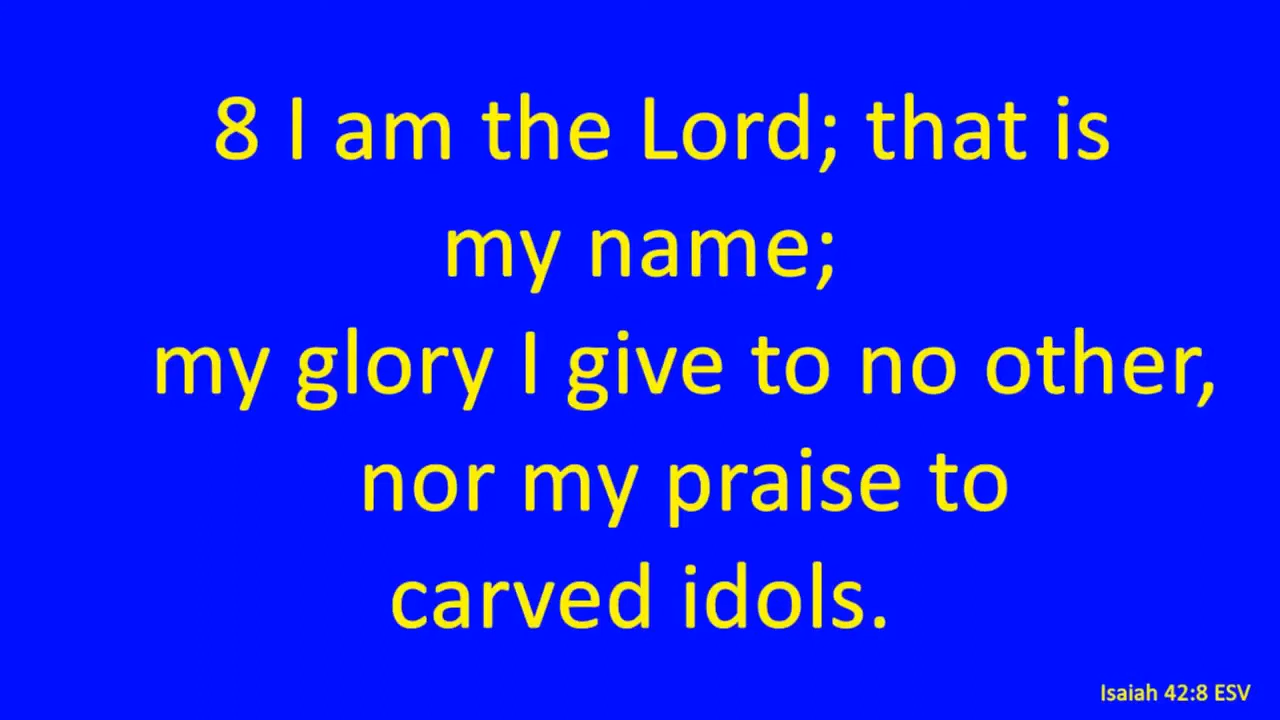 8 I am the Lord; that is
my name;
my glory I give to no other,
nor my praise to
carved idols.
Isaiah 42:8 ESV